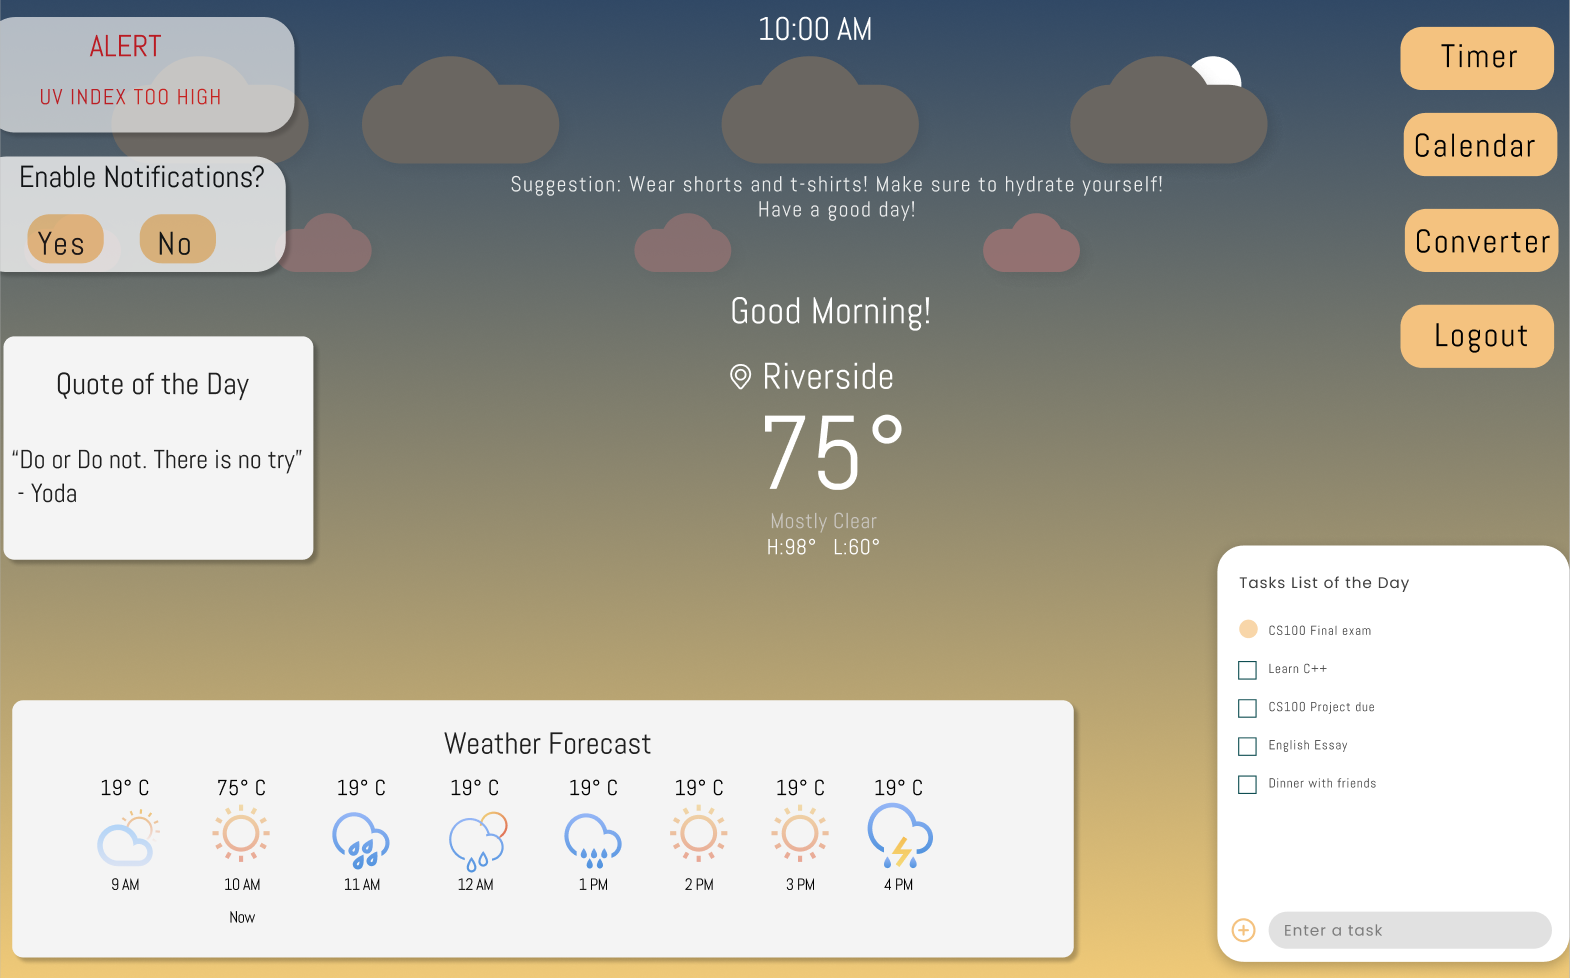 10:00 AM
ALERT
UV INDEX TOO HIGH
Enable Notifications?
Yes No
Suggestion: Wear shorts and t-shirts! Make sure to hydrate yourself!
Have a good day!
Timer
Calendar
Converter
Logout
Good Morning!
Riverside
75°
Mostly Clear
H:98° L:60°
Quote of the Day
“Do or Do not. There is no try”
- Yoda
Weather Forecast
19° C 75° C 19° C 19° C 19° C 19° C 19° C 19° C
9 AM 10 AM 11 AM 12 AM 1 PM 2 PM 3 PM 4 PM
Now
Tasks List of the Day
CS100 Final exam
Learn C++
CS100 Project due
English Essay
Dinner with friends
Enter a task